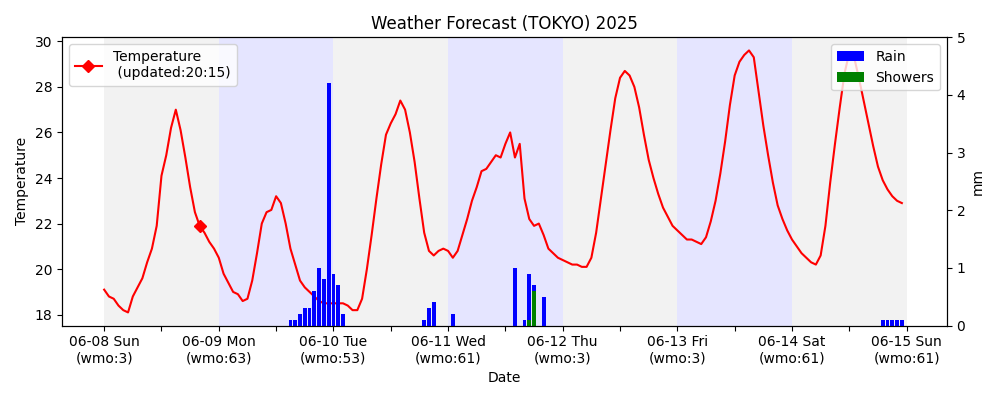 Weather Forecast (TOKYO) 2025
Temperature
(updated:20:15)
Rain
Showers
30
28
26
24
22
20
18
Temperature
5
4
3
2
1
0
mm
06-08 Sun
(wmo:3)
06-09 Mon
(wmo:63)
06-10 Tue
(wmo:53)
06-11 Wed
(wmo:61)
06-12 Thu
(wmo:3)
06-13 Fri
(wmo:3)
06-14 Sat
(wmo:61)
06-15 Sun
(wmo:61)
Date